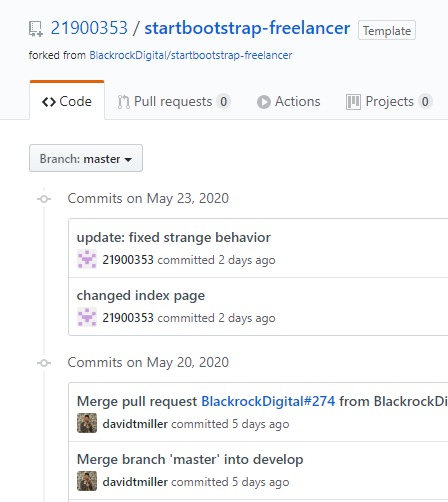 21900353 / startbootstrap-freelancer Template
forked from BlackrockDigital/startbootstrap-freelancer
Code Pull requests 0 Actions Projects 0
Branch: master
Commits on May 23, 2020
update: fixed strange behavior
21900353 committed 2 days ago
changed index page
21900353 committed 2 days ago
Commits on May 20, 2020
Merge pull request BlackrockDigital#274 from BlackrockDi
davidtmiller committed 5 days ago
Merge branch 'master' into develop
davidtmiller committed 5 days ago